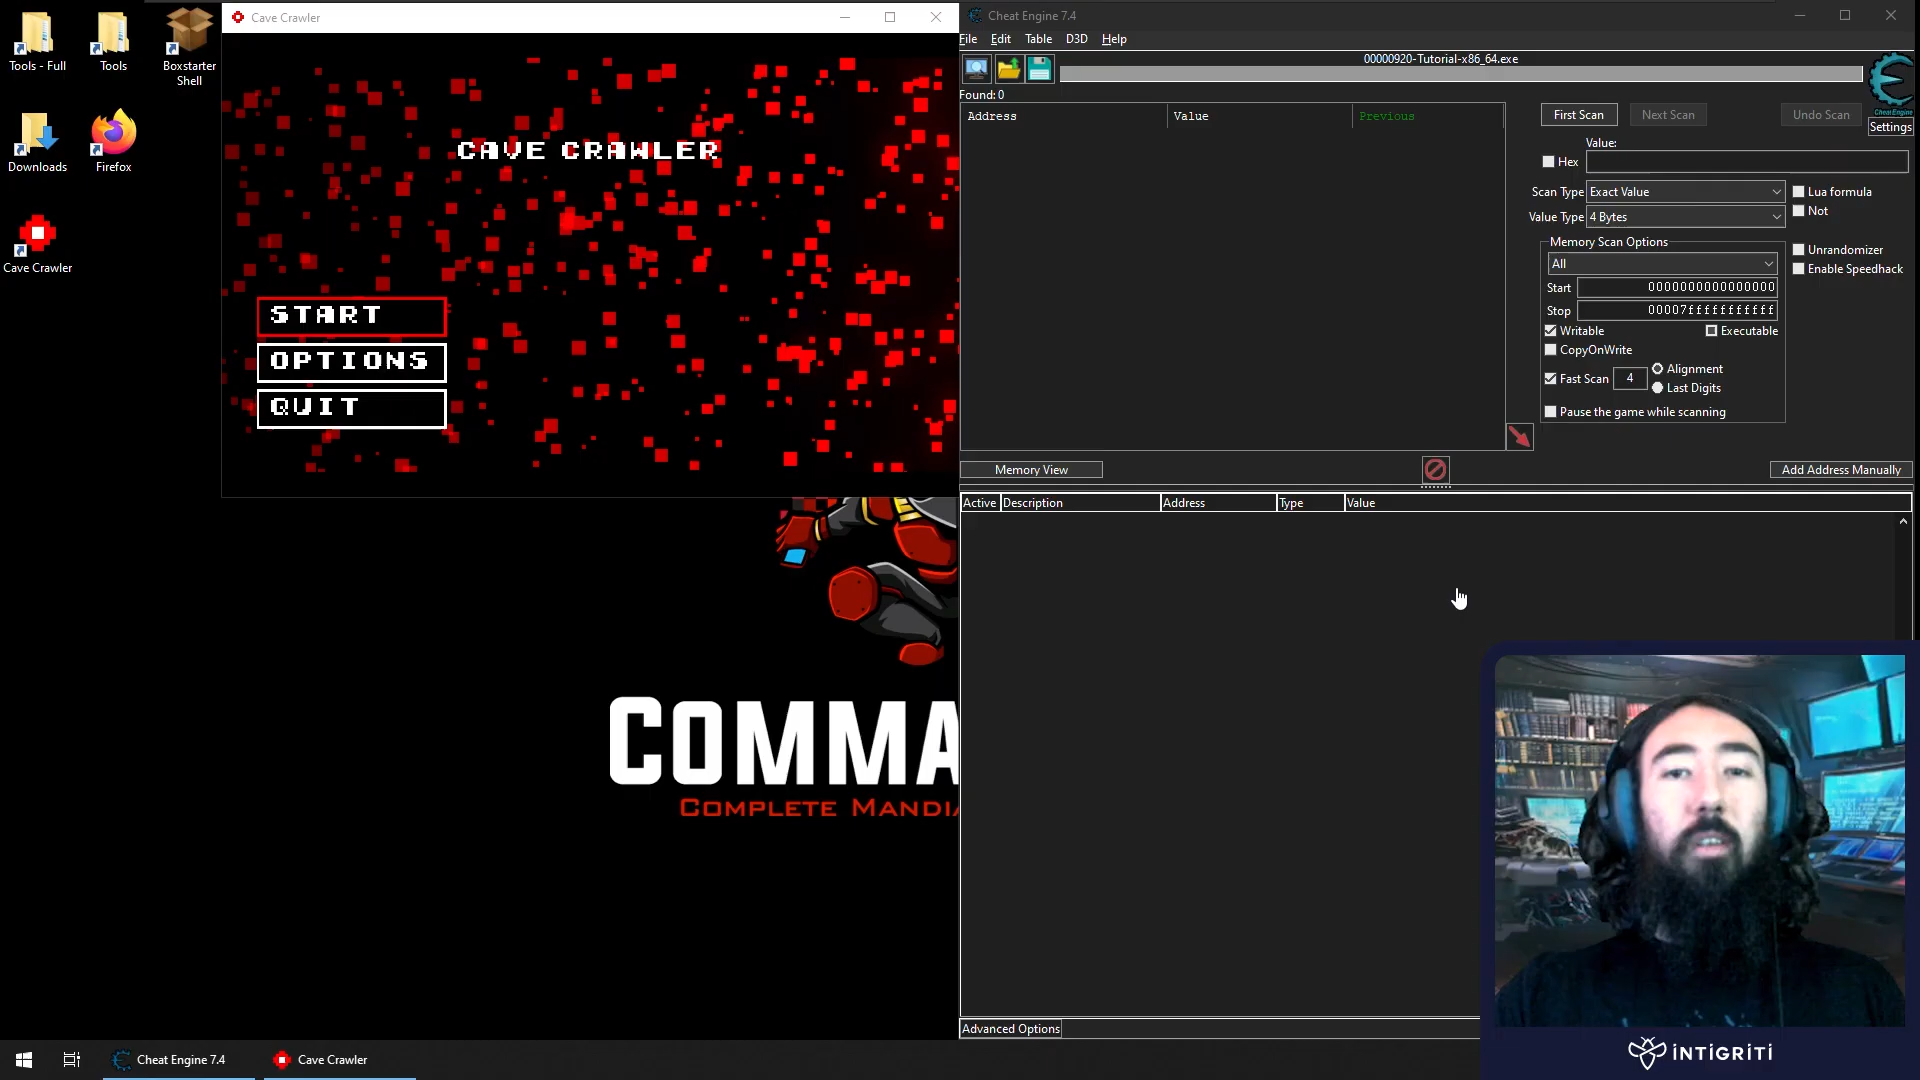 Tools - Full
Tools
Boxstarter Shell
Downloads
Firefox
Cave Crawler
Cave Crawler
CAVE CRAWLER
START
OPTIONS
QUIT
COMMA
COMPLETE MANDIA
Cheat Engine 7.4
File Edit Table D3D Help
00000920-Tutorial-x86_64.exe
Found: 0
Address Value Previous
First Scan Next Scan Undo Scan
Cheat Engine
Settings
Value:
Hex
Scan Type Exact Value
Lua formula
Value Type 4 Bytes
Not
Memory Scan Options
All
Unrandomizer
Enable Speedhack
Start 0000000000000000
Stop 00007fffffffffff
Writable Executable
CopyOnWrite
Fast Scan 4 Alignment
Last Digits
Pause the game while scanning
Memory View
Add Address Manually
Active Description Address Type Value
Advanced Options
Cheat Engine 7.4
Cave Crawler
INTIGRITI